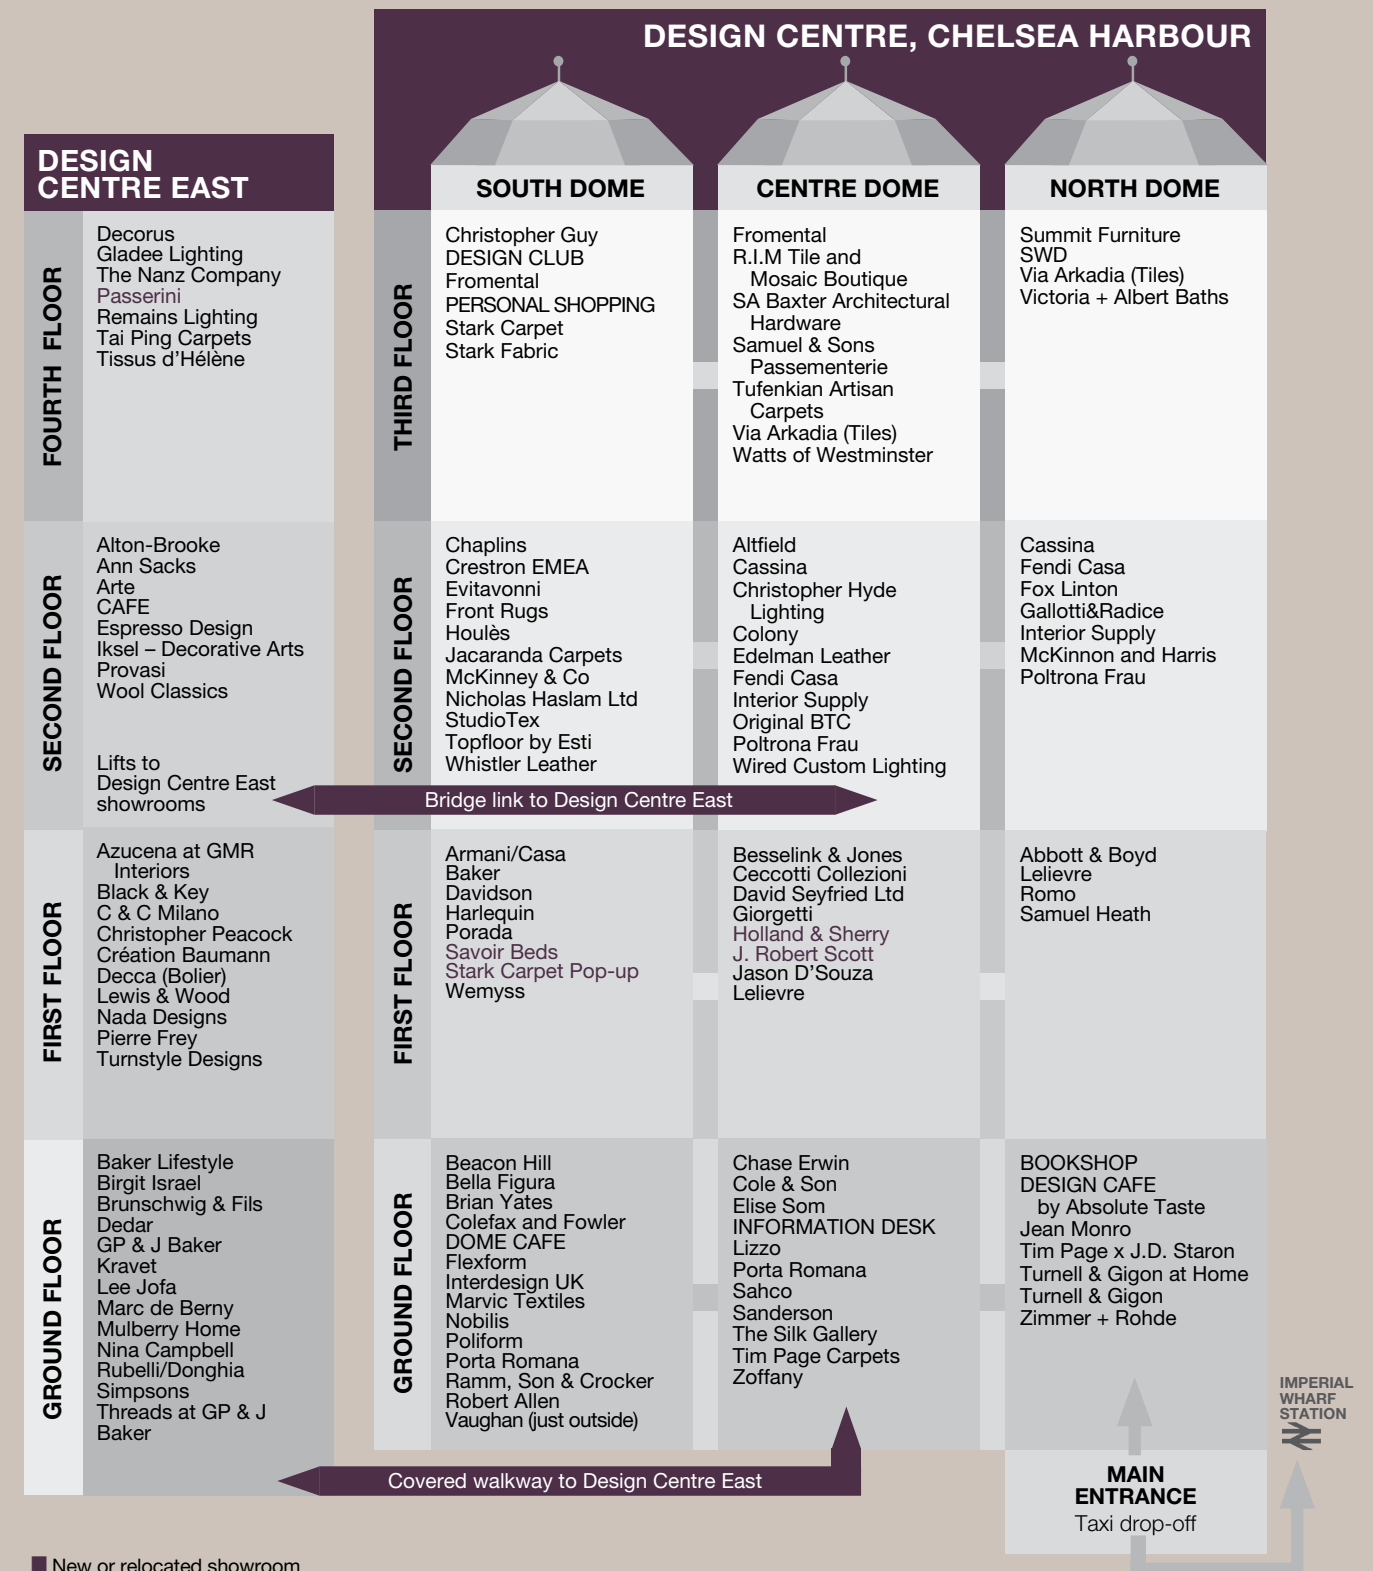 DESIGN CENTRE, CHELSEA HARBOUR
DESIGN
CENTRE EAST
FOURTH FLOOR
Decorus
Gladee Lighting
The Nanz Company
Passerini
Remains Lighting
Tai Ping Carpets
Tissus d'Hélène
SECOND FLOOR
Alton-Brooke
Ann Sacks
Arte
CAFE
Espresso Design
Iksel – Decorative Arts
Provasi
Wool Classics
Lifts to
Design Centre East
showrooms
FIRST FLOOR
Azucena at GMR
Interiors
Black & Key
C & C Milano
Christopher Peacock
Création Baumann
Decca (Bolier)
Lewis & Wood
Nada Designs
Pierre Frey
Turnstyle Designs
GROUND FLOOR
Baker Lifestyle
Birgit Israel
Brunschwig & Fils
Dedar
GP & J Baker
Kravet
Lee Jofa
Marc de Berny
Mulberry Home
Nina Campbell
Rubelli/Donghia
Simpsons
Threads at GP & J
Baker
SOUTH DOME
CENTRE DOME
NORTH DOME
THIRD FLOOR
Christopher Guy
DESIGN CLUB
Fromental
PERSONAL SHOPPING
Stark Carpet
Stark Fabric
Fromental
R.I.M Tile and
Mosaic Boutique
SA Baxter Architectural
Hardware
Samuel & Sons
Passementerie
Tufenkian Artisan
Carpets
Via Arkadia (Tiles)
Watts of Westminster
Summit Furniture
SWD
Via Arkadia (Tiles)
Victoria + Albert Baths
SECOND FLOOR
Chaplins
Crestron EMEA
Evitavonni
Front Rugs
Houlès
Jacaranda Carpets
McKinney & Co
Nicholas Haslam Ltd
StudioTex
Topfloor by Esti
Whistler Leather
Altfield
Cassina
Christopher Hyde
Lighting
Colony
Edelman Leather
Fendi Casa
Interior Supply
Original BTC
Poltrona Frau
Wired Custom Lighting
Cassina
Fendi Casa
Fox Linton
Gallotti&Radice
Interior Supply
McKinnon and Harris
Poltrona Frau
Bridge link to Design Centre East
FIRST FLOOR
Armani/Casa
Baker
Davidson
Harlequin
Porada
Savoir Beds
Stark Carpet Pop-up
Wemyss
Besselink & Jones
Ceccotti Collezioni
David Seyfried Ltd
Giorgetti
Holland & Sherry
J. Robert Scott
Jason D'Souza
Lelievre
Abbott & Boyd
Lelievre
Romo
Samuel Heath
GROUND FLOOR
Beacon Hill
Bella Figura
Brian Yates
Colefax and Fowler
DOME CAFE
Flexform
Interdesign UK
Marvic Textiles
Nobilis
Poliform
Porta Romana
Ramm, Son & Crocker
Robert Allen
Vaughan (just outside)
Chase Erwin
Cole & Son
Elise Som
INFORMATION DESK
Lizzo
Porta Romana
Sahco
Sanderson
The Silk Gallery
Tim Page Carpets
Zoffany
BOOKSHOP
DESIGN CAFE
by Absolute Taste
Jean Monro
Tim Page x J.D. Staron
Turnell & Gigon at Home
Turnell & Gigon
Zimmer + Rohde
Covered walkway to Design Centre East
MAIN
ENTRANCE
Taxi drop-off
IMPERIAL
WHARF
STATION
New or relocated showroom